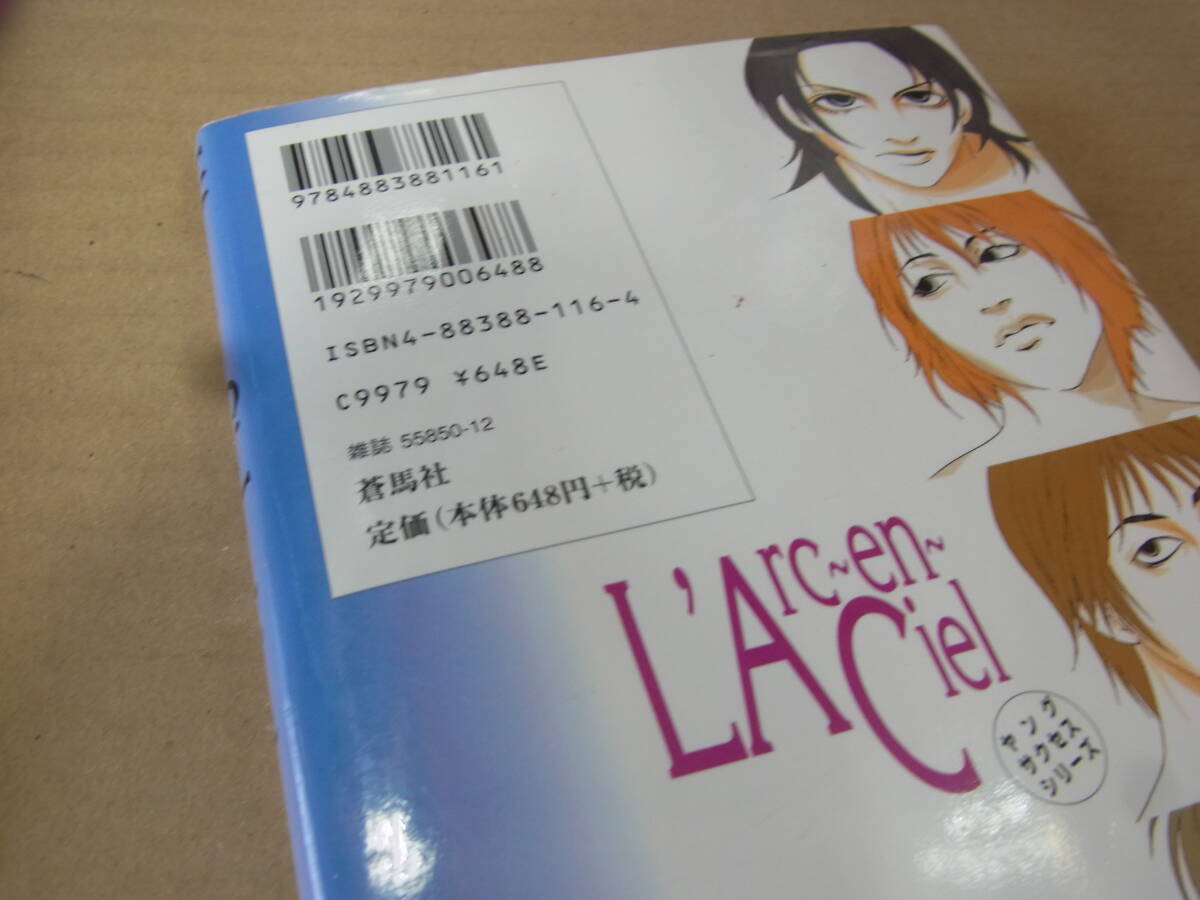 9784883881161
1929979006488
ISBN4-88388-116-4
C9979 ¥648E
雑誌 55850-12
蒼馬社
定価(本体648円+税)
L'Arc~en~
Ciel
ヤング
サクセス
シリーズ